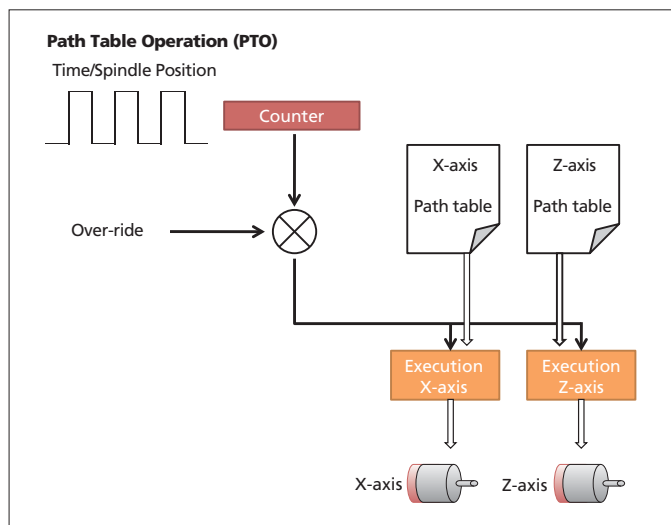 Path Table Operation (PTO)
Time/Spindle Position
Counter
X-axis
Path table
Z-axis
Path table
Over-ride
Execution
X-axis
Execution
Z-axis
X-axis
Z-axis